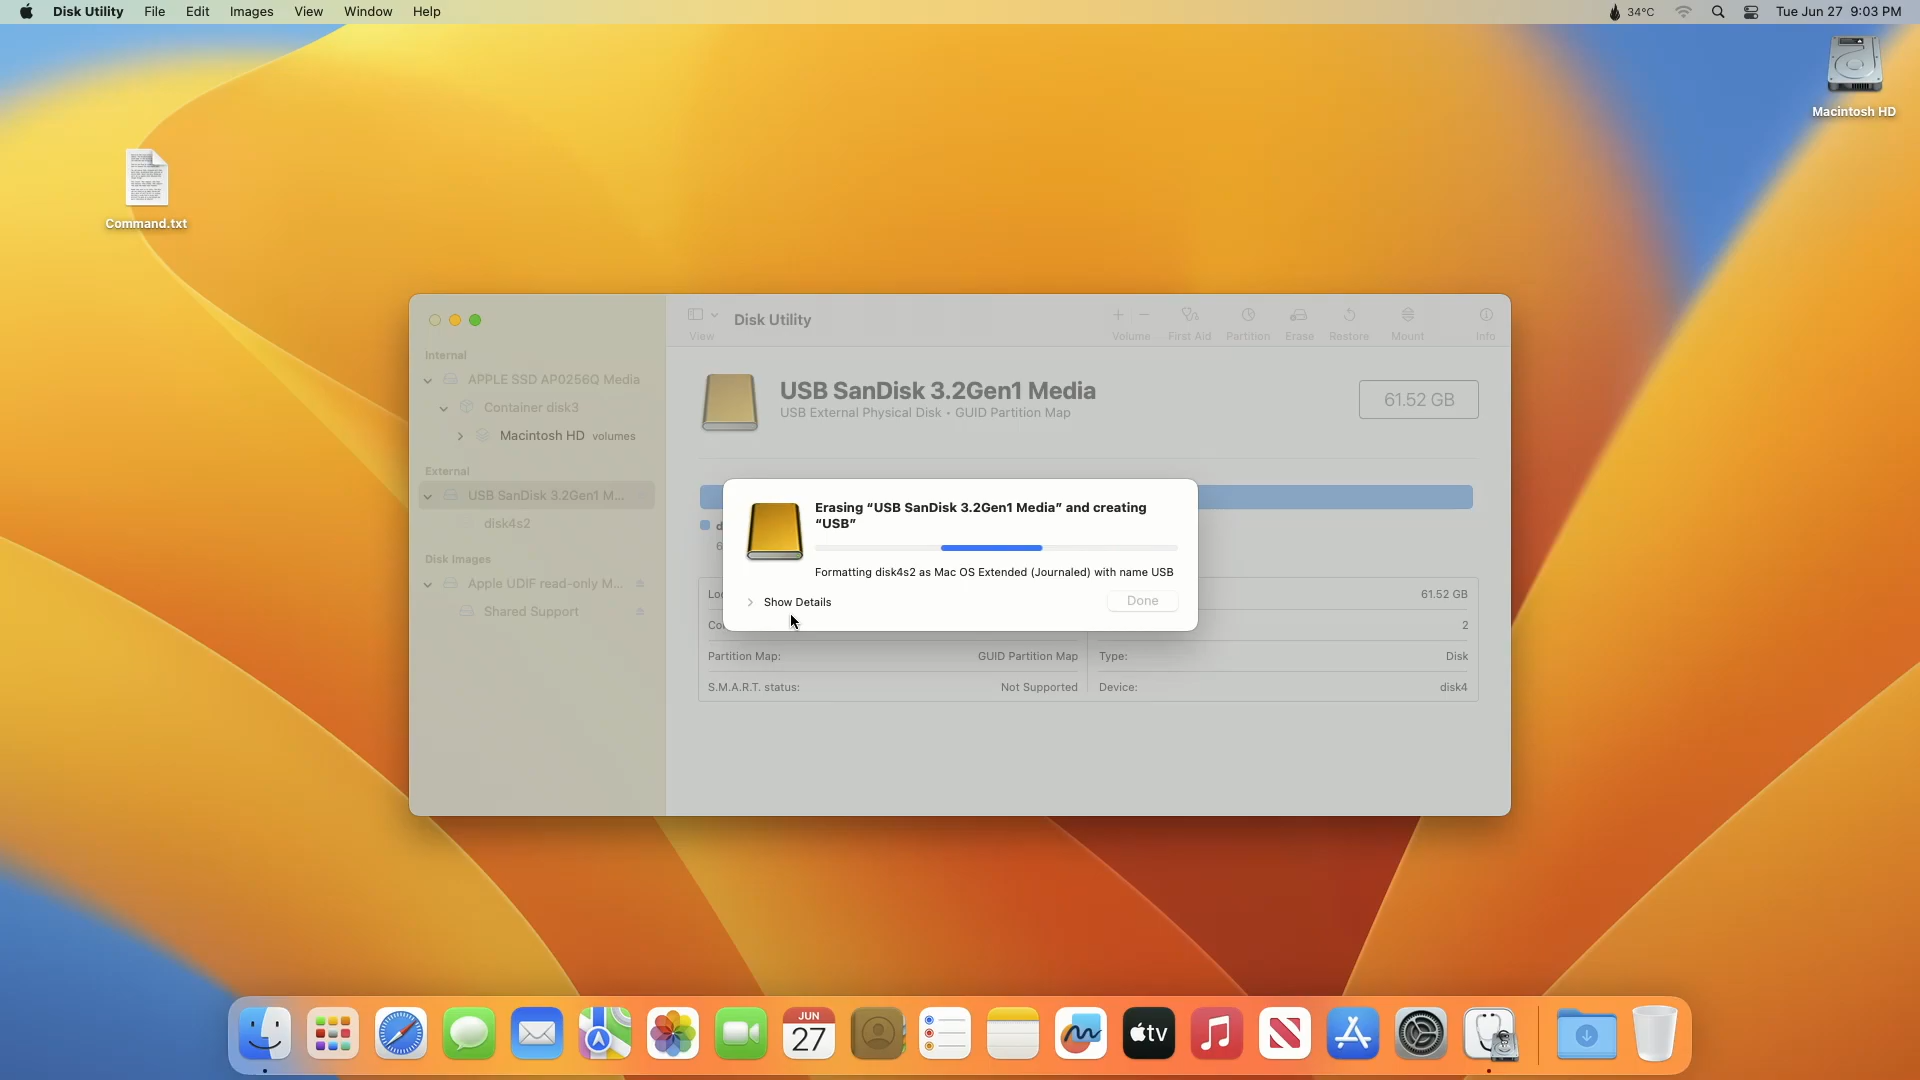 Disk Utility File Edit Images View Window Help 34°C Tue Jun 27 9:03 PM
Macintosh HD
Command.txt
Disk Utility
View
Volume First Aid Partition Erase Restore Mount Info
Internal
APPLE SSD AP0256Q Media
Container disk3
Macintosh HD volumes
External
USB SanDisk 3.2Gen1 M...
disk4s2
Disk Images
Apple UDIF read-only M...
Shared Support
USB SanDisk 3.2Gen1 Media
USB External Physical Disk • GUID Partition Map
61.52 GB
d
6
Erasing “USB SanDisk 3.2Gen1 Media” and creating
“USB”
Formatting disk4s2 as Mac OS Extended (Journaled) with name USB
Show Details
Done
Loc 61.52 GB
Co 2
Partition Map: GUID Partition Map Type: Disk
S.M.A.R.T. status: Not Supported Device: disk4
JUN
27
tv